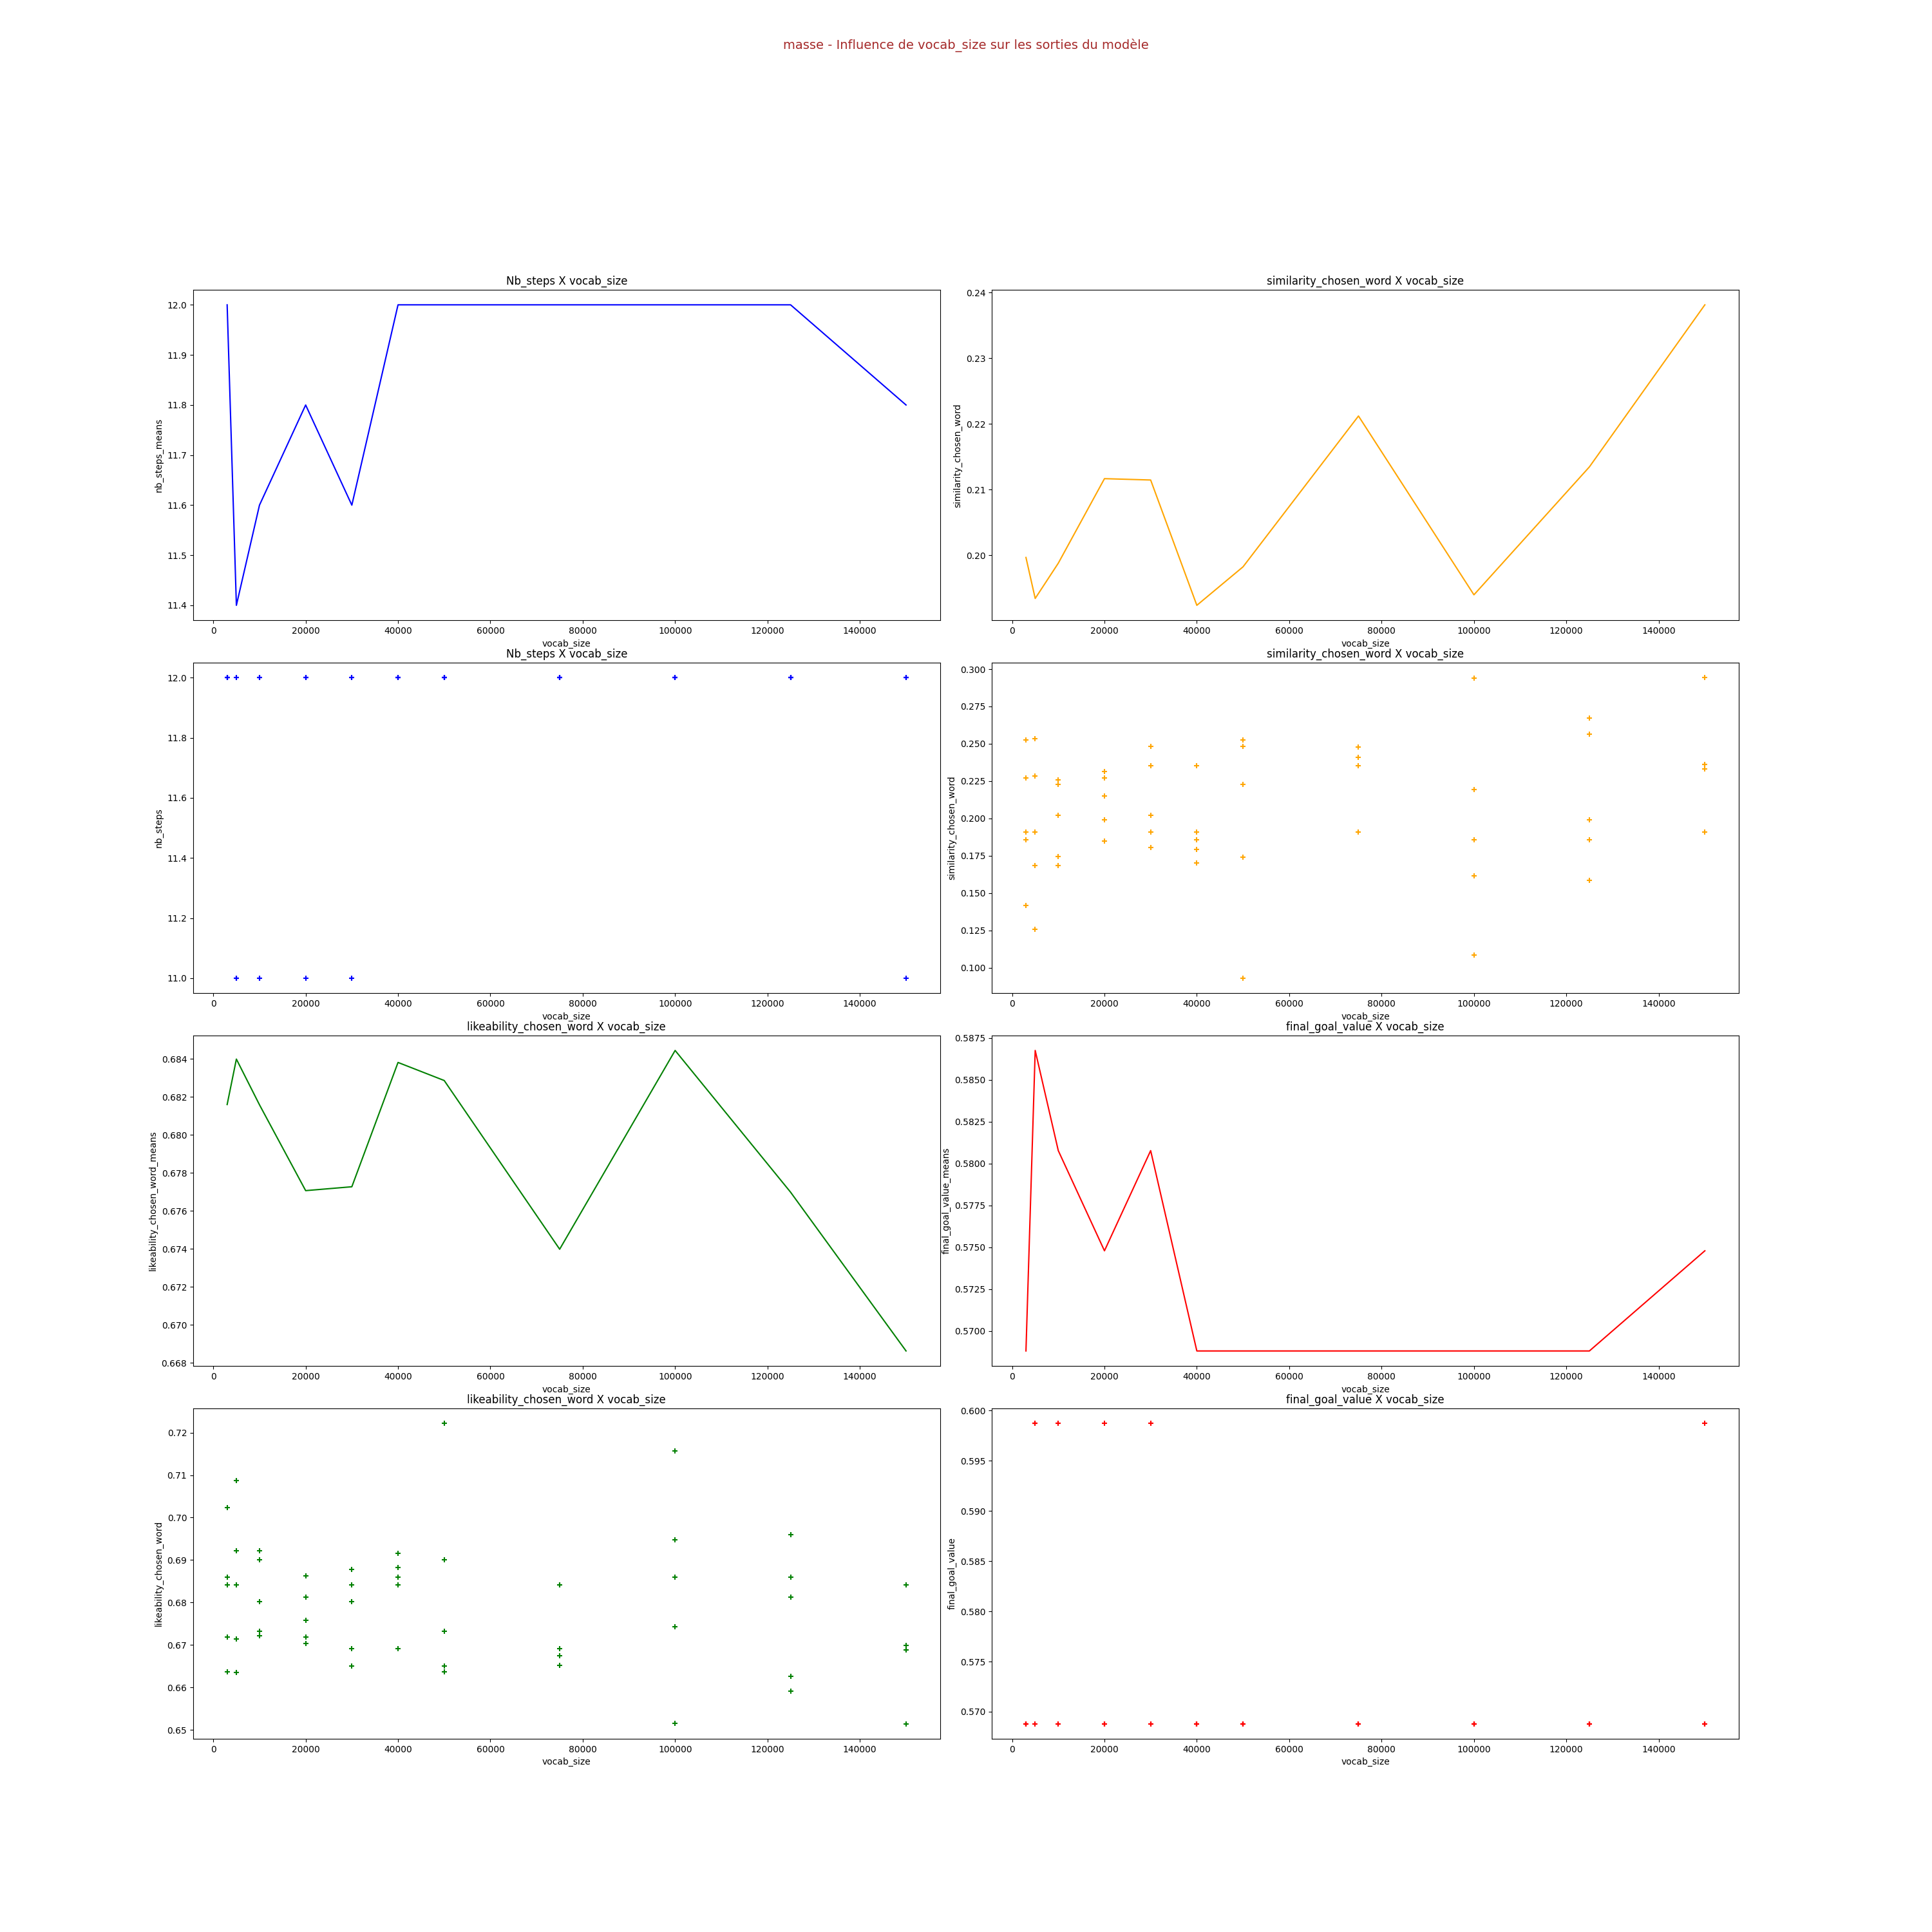 masse - Influence de vocab_size sur les sorties du modèle
Nb_steps X vocab_size
12.0
11.9
11.8
11.7
11.6
11.5
11.4
nb_steps_means
0 20000 40000 60000 80000 100000 120000 140000
vocab_size
similarity_chosen_word X vocab_size
0.24
0.23
0.22
0.21
0.20
similarity_chosen_word
0 20000 40000 60000 80000 100000 120000 140000
vocab_size
Nb_steps X vocab_size
12.0
11.8
11.6
11.4
11.2
11.0
nb_steps
0 20000 40000 60000 80000 100000 120000 140000
vocab_size
similarity_chosen_word X vocab_size
0.300
0.275
0.250
0.225
0.200
0.175
0.150
0.125
0.100
similarity_chosen_word
0 20000 40000 60000 80000 100000 120000 140000
vocab_size
likeability_chosen_word X vocab_size
0.684
0.682
0.680
0.678
0.676
0.674
0.672
0.670
0.668
likeability_chosen_word_means
0 20000 40000 60000 80000 100000 120000 140000
vocab_size
final_goal_value X vocab_size
0.5875
0.5850
0.5825
0.5800
0.5775
0.5750
0.5725
0.5700
final_goal_value_means
0 20000 40000 60000 80000 100000 120000 140000
vocab_size
likeability_chosen_word X vocab_size
0.72
0.71
0.70
0.69
0.68
0.67
0.66
0.65
likeability_chosen_word
0 20000 40000 60000 80000 100000 120000 140000
vocab_size
final_goal_value X vocab_size
0.600
0.595
0.590
0.585
0.580
0.575
0.570
final_goal_value
0 20000 40000 60000 80000 100000 120000 140000
vocab_size